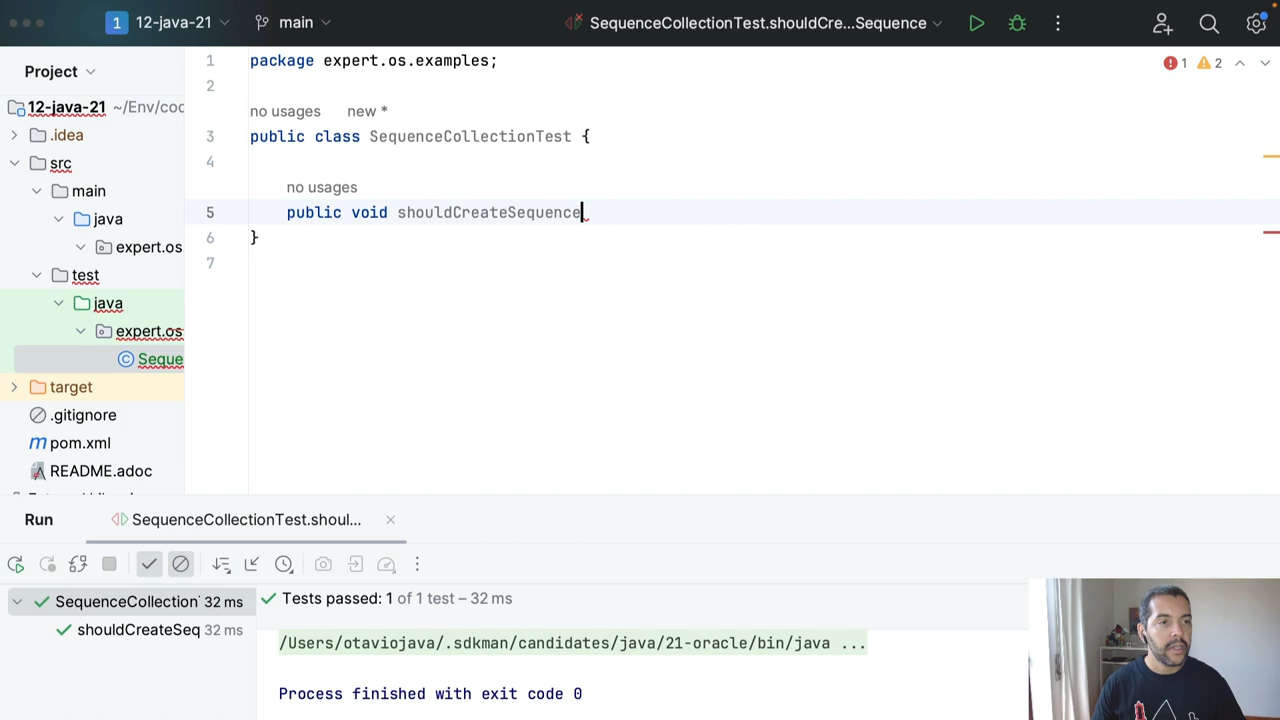 1 12-java-21 main SequenceCollectionTest.shouldCre...Sequence
Project
12-java-21 ~/Env/coc
.idea
src
main
java
expert.os
test
java
expert.os
Seque
target
.gitignore
pom.xml
README.adoc
1 package expert.os.examples;
2
no usages new *
3 public class SequenceCollectionTest {
4
no usages
5 public void shouldCreateSequence
6 }
7
1 2
Run SequenceCollectionTest.shoul...
SequenceCollection 32 ms
shouldCreateSeq 32 ms
Tests passed: 1 of 1 test – 32 ms
/Users/otaviojava/.sdkman/candidates/java/21-oracle/bin/java ...
Process finished with exit code 0